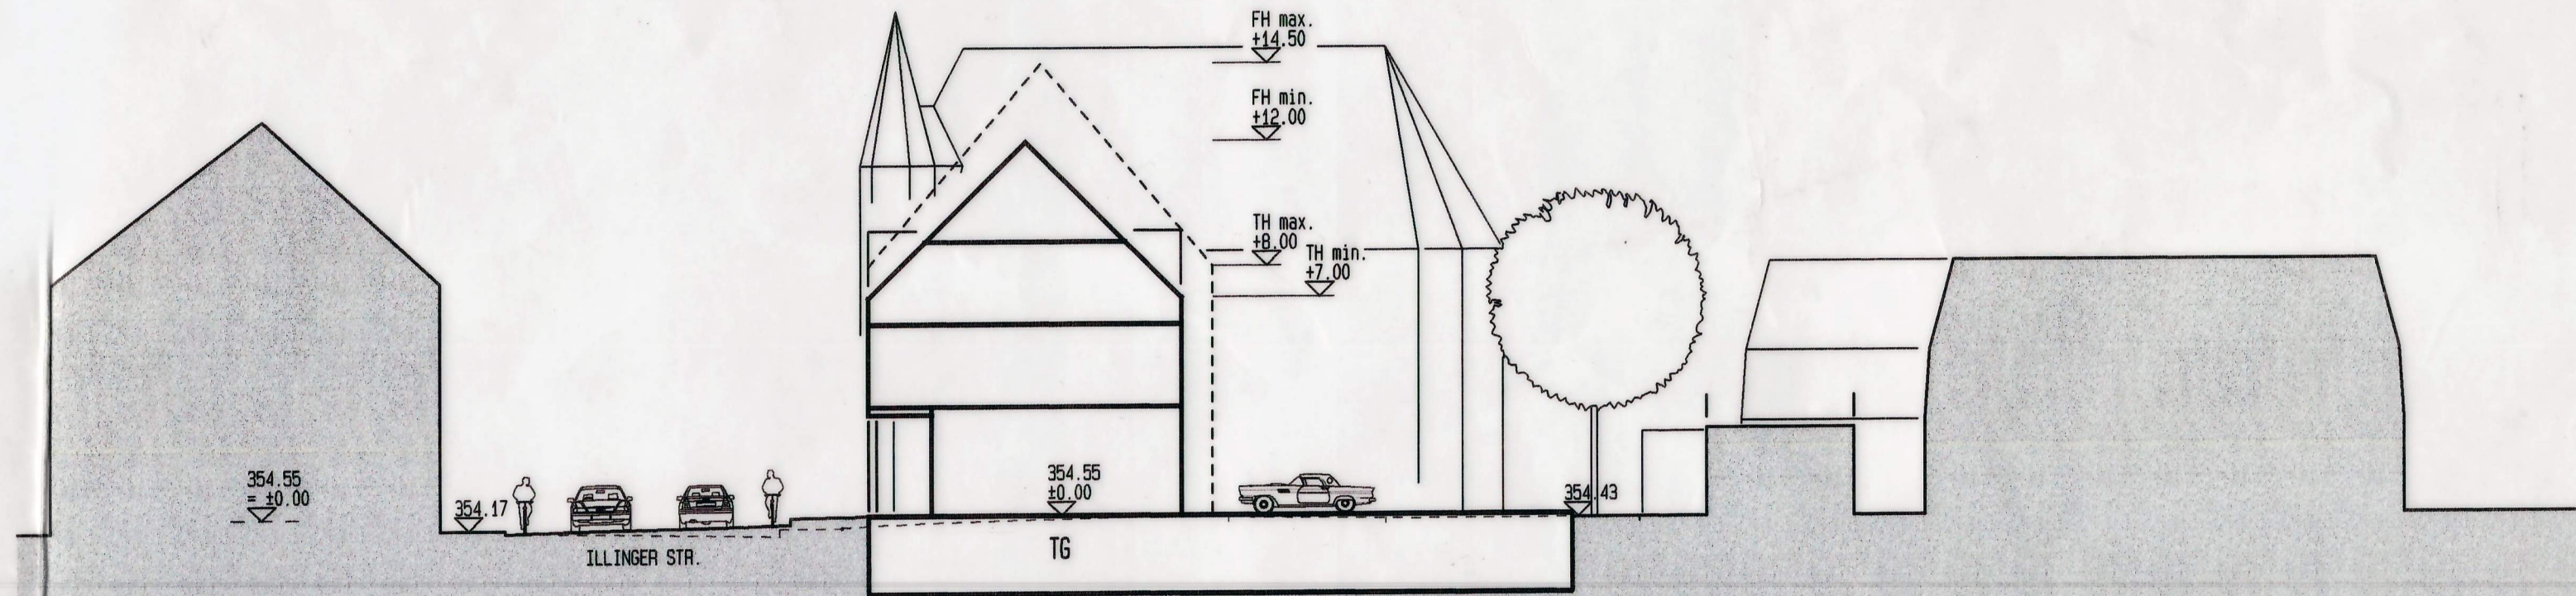 FH max.
+14.50
FH min.
+12.00
TH max.
+8.00
TH min.
+7.00
354.55
= ±0.00
354.17
354.55
±0.00
354.43
ILLINGER STR.
TG